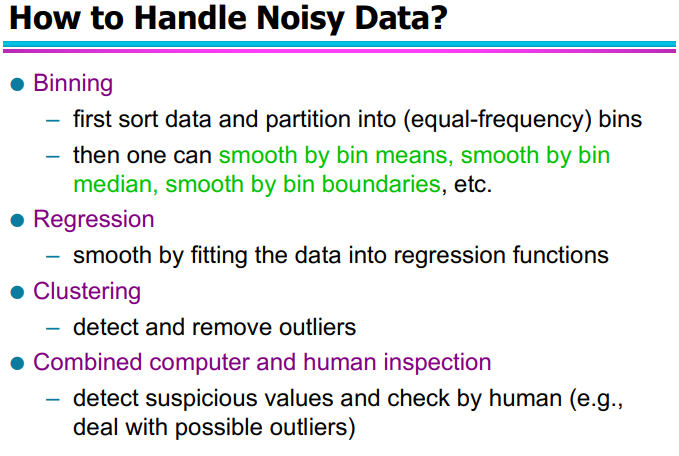 How to Handle Noisy Data?
● Binning
– first sort data and partition into (equal-frequency) bins
– then one can smooth by bin means, smooth by bin
median, smooth by bin boundaries, etc.
● Regression
– smooth by fitting the data into regression functions
● Clustering
– detect and remove outliers
● Combined computer and human inspection
– detect suspicious values and check by human (e.g.,
deal with possible outliers)